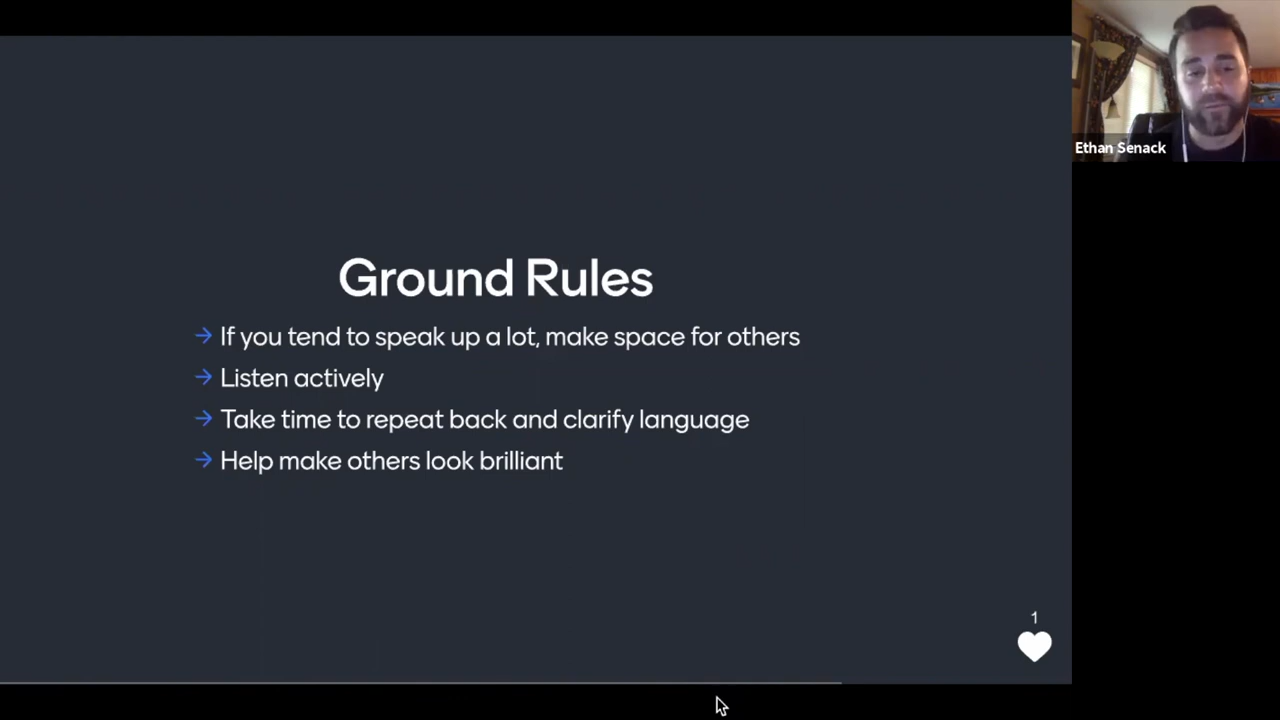 Ethan Senack
Ground Rules
→ If you tend to speak up a lot, make space for others
→ Listen actively
→ Take time to repeat back and clarify language
→ Help make others look brilliant
1